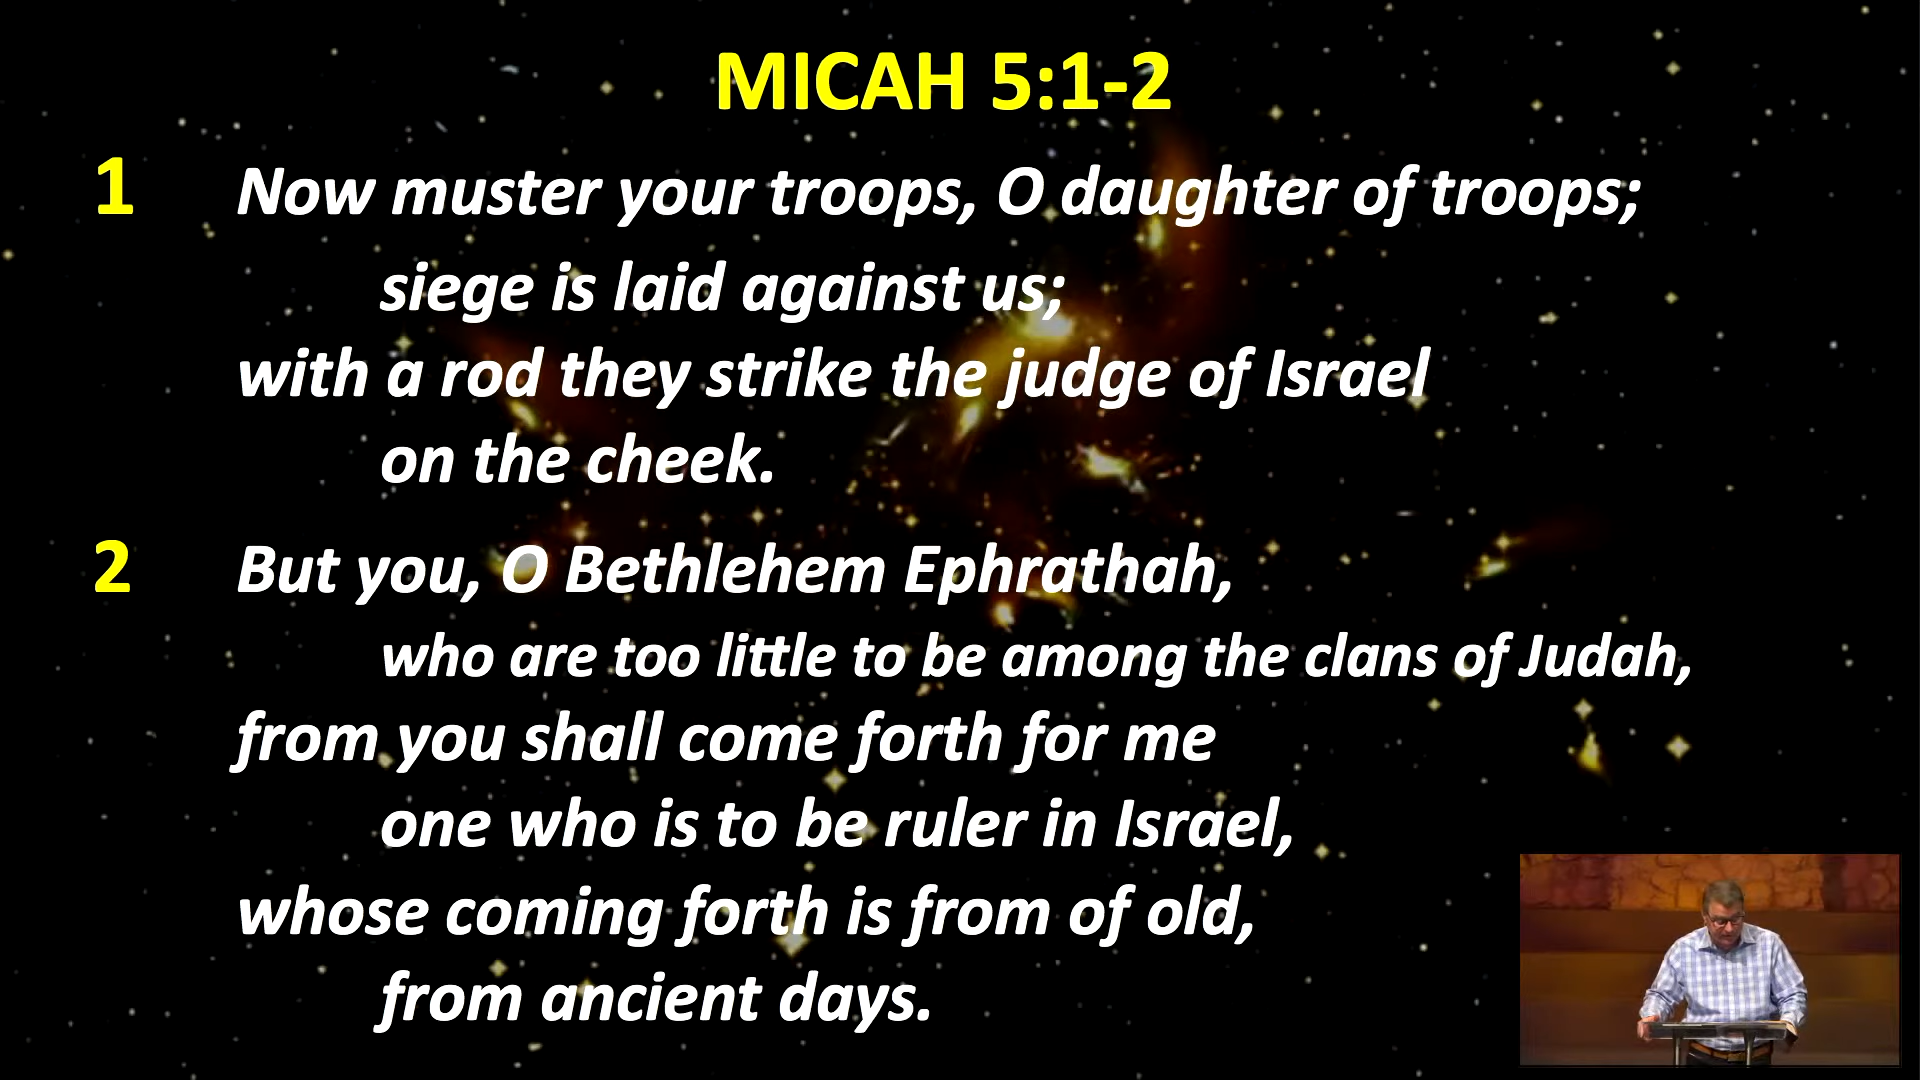 MICAH 5:1-2
1 Now muster your troops, O daughter of troops;
siege is laid against us;
with a rod they strike the judge of Israel
on the cheek.
2 But you, O Bethlehem Ephrathah,
who are too little to be among the clans of Judah,
from you shall come forth for me
one who is to be ruler in Israel,
whose coming forth is from of old,
from ancient days.